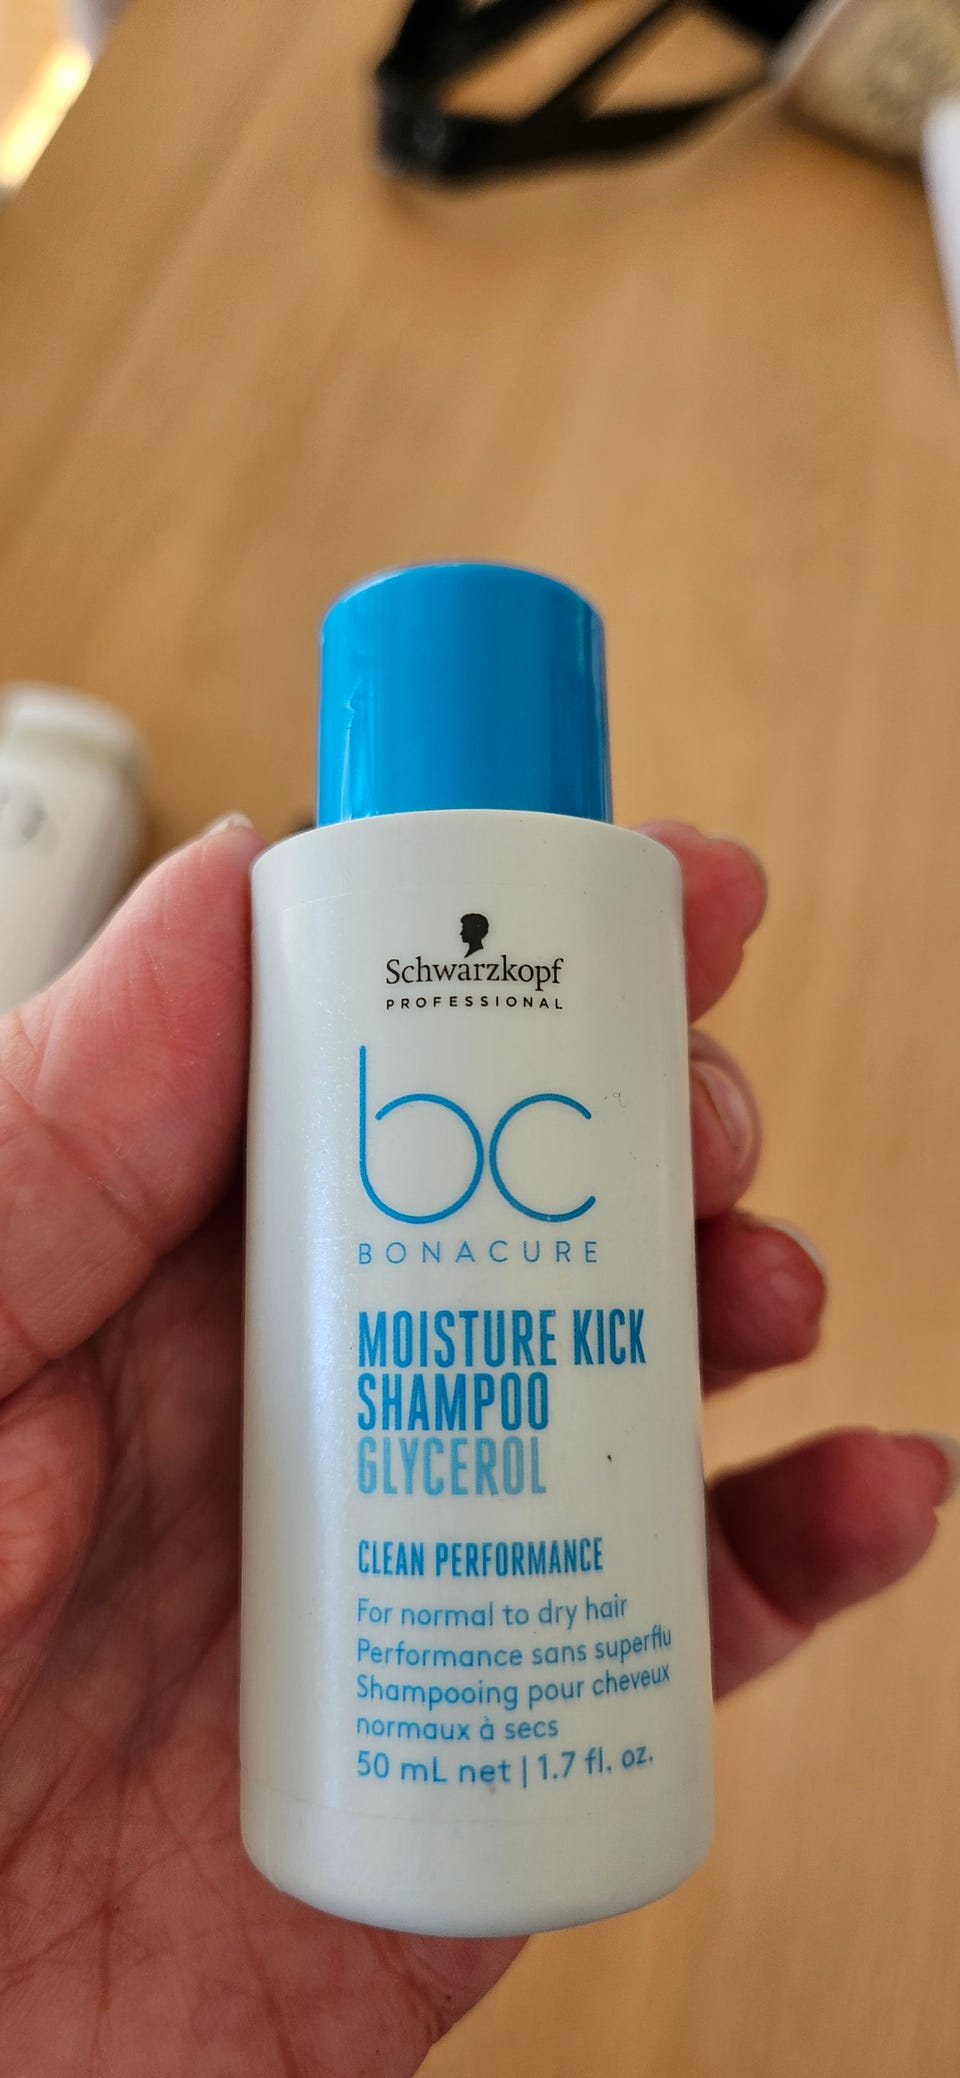 Schwarzkopf
PROFESSIONAL
bc
BONACURE
MOISTURE KICK
SHAMPOO
GLYCEROL
CLEAN PERFORMANCE
For normal to dry hair
Performance sans superflu
Shampooing pour cheveux
normaux à secs
50 mL net | 1.7 fl. oz.